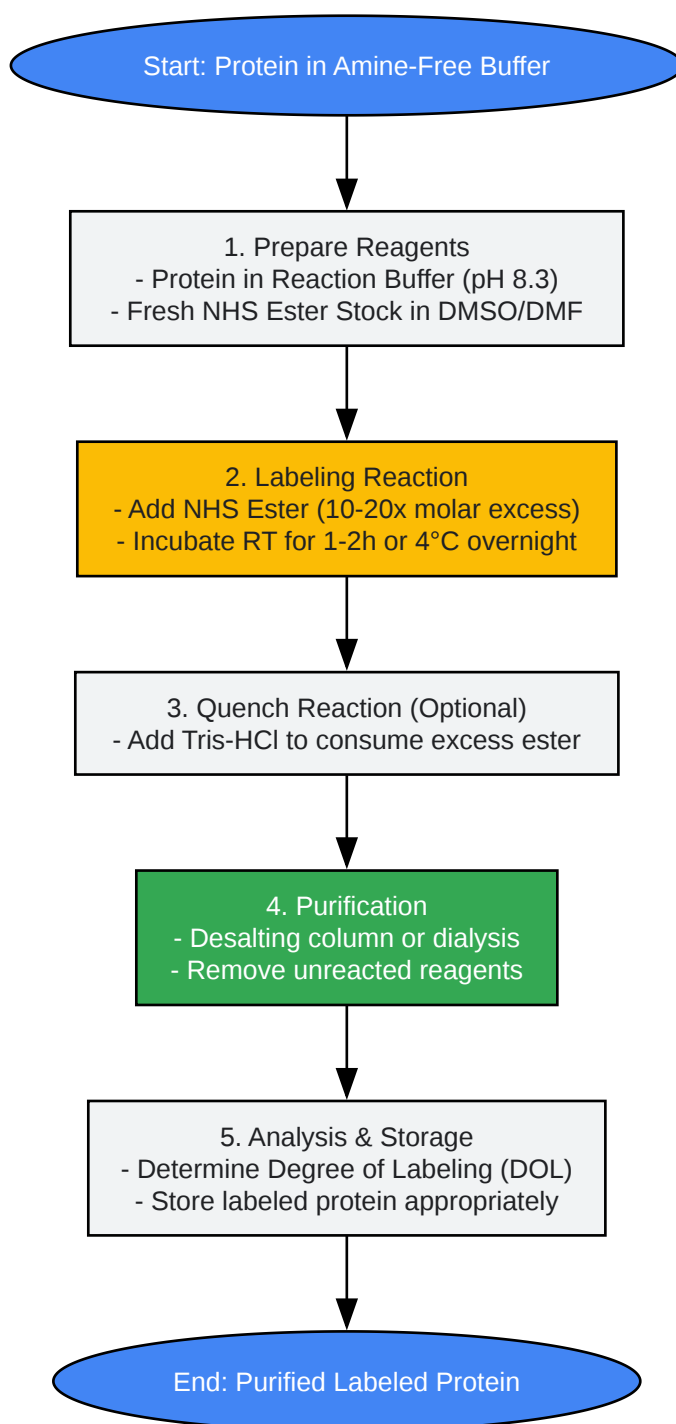 Start: Protein in Amine-Free Buffer
1. Prepare Reagents
- Protein in Reaction Buffer (pH 8.3)
- Fresh NHS Ester Stock in DMSO/DMF
2. Labeling Reaction
- Add NHS Ester (10-20x molar excess)
- Incubate RT for 1-2h or 4°C overnight
3. Quench Reaction (Optional)
- Add Tris-HCl to consume excess ester
4. Purification
- Desalting column or dialysis
- Remove unreacted reagents
5. Analysis & Storage
- Determine Degree of Labeling (DOL)
- Store labeled protein appropriately
End: Purified Labeled Protein